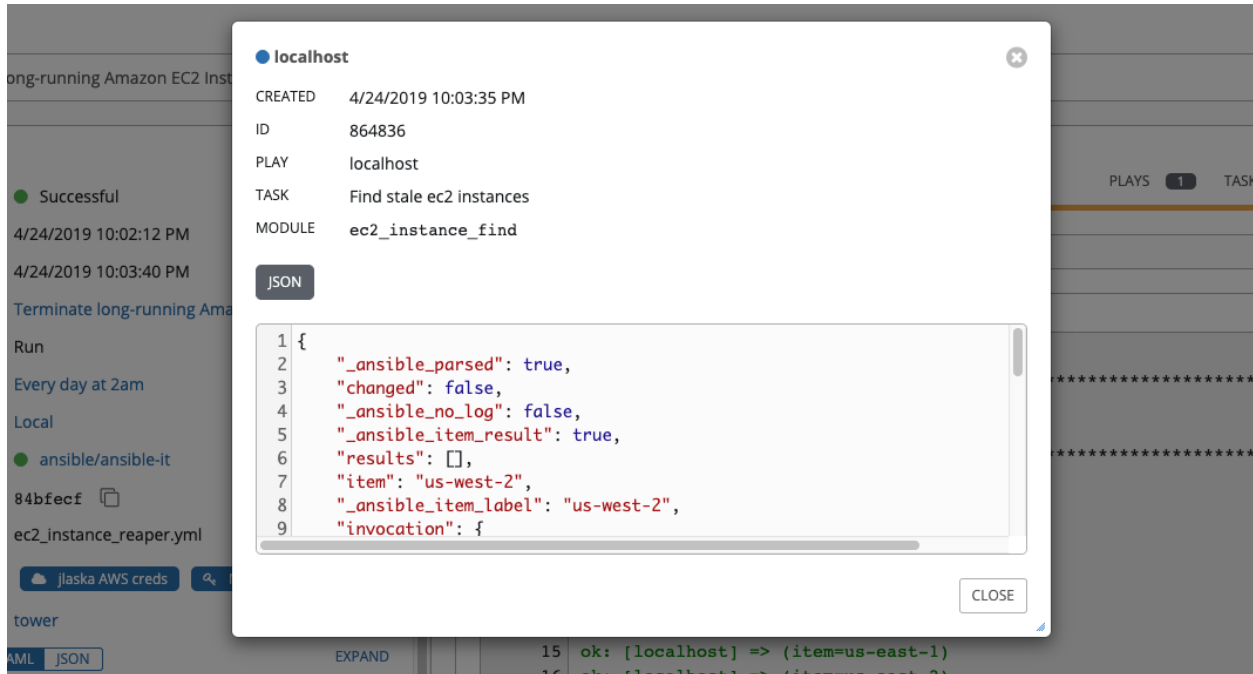 ong-running Amazon EC2 Inst
Successful
4/24/2019 10:02:12 PM
4/24/2019 10:03:40 PM
Terminate long-running Ama
Run
Every day at 2am
Local
ansible/ansible-it
84bfecf
ec2_instance_reaper.yml
jlaska AWS creds
tower
AML JSON
EXPAND
localhost
CREATED 4/24/2019 10:03:35 PM
ID 864836
PLAY localhost
TASK Find stale ec2 instances
MODULE ec2_instance_find
JSON
1 {
2 "_ansible_parsed": true,
3 "changed": false,
4 "_ansible_no_log": false,
5 "_ansible_item_result": true,
6 "results": [],
7 "item": "us-west-2",
8 "_ansible_item_label": "us-west-2",
9 "invocation": {
CLOSE
PLAYS 1 TASK
********************
********************
15 ok: [localhost] => (item=us-east-1)